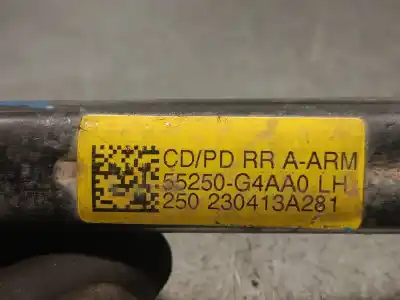 CD/PD RR A-ARM
55250-G4AA0 LH
250 230413A281